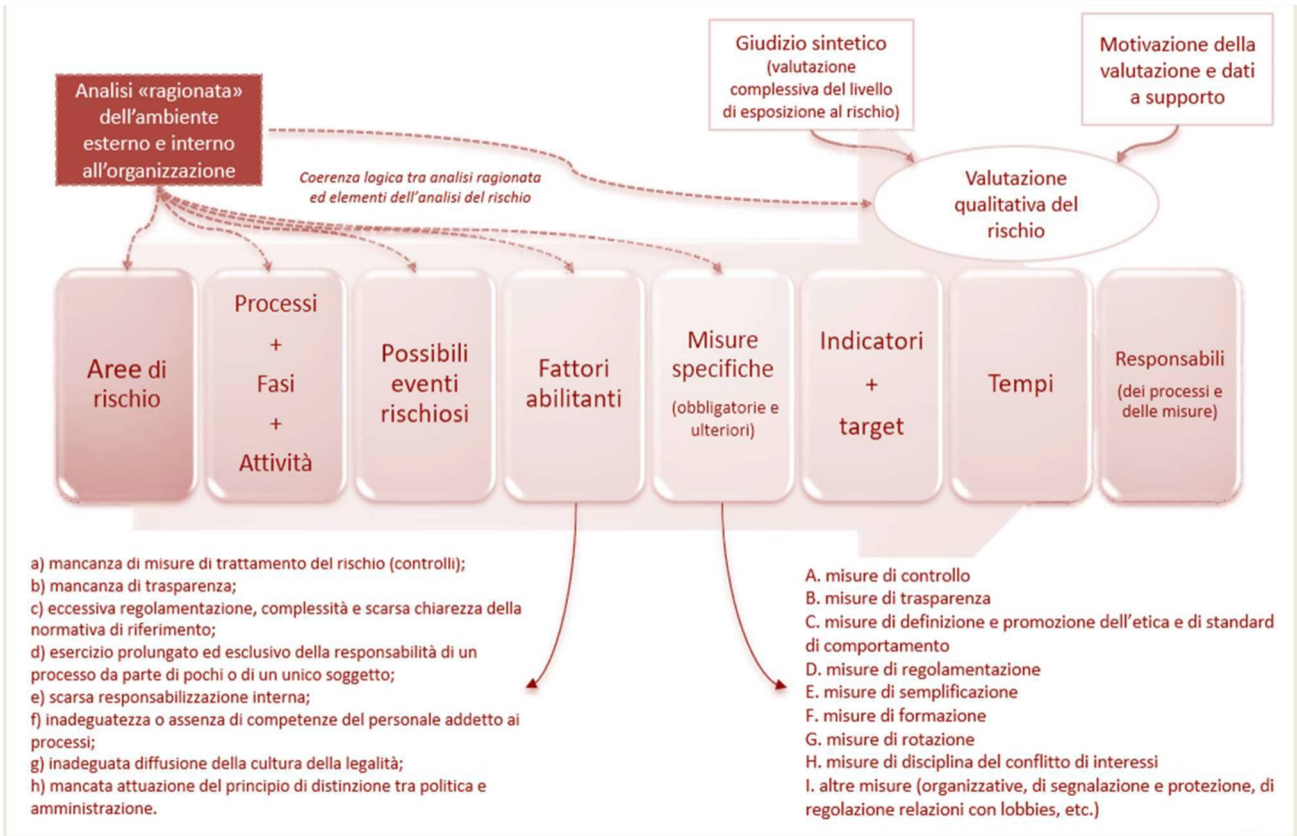 Analisi «ragionata»
dell'ambiente
esterno e interno
all'organizzazione
Giudizio sintetico
(valutazione
complessiva del livello
di esposizione al rischio)
Motivazione della
valutazione e dati
a supporto
Coerenza logica tra analisi ragionata
ed elementi dell'analisi del rischio
Valutazione
qualitativa del
rischio
Aree di
rischio
Processi
+
Fasi
+
Attività
Possibili
eventi
rischiosi
Fattori
abilitanti
Misure
specifiche
(obbligatorie e
ulteriori)
Indicatori
+
target
Tempi
Responsabili
(dei processi e
delle misure)
a) mancanza di misure di trattamento del rischio (controlli);
b) mancanza di trasparenza;
c) eccessiva regolamentazione, complessità e scarsa chiarezza della
normativa di riferimento;
d) esercizio prolungato ed esclusivo della responsabilità di un
processo da parte di pochi o di un unico soggetto;
e) scarsa responsabilizzazione interna;
f) inadeguatezza o assenza di competenze del personale addetto ai
processi;
g) inadeguata diffusione della cultura della legalità;
h) mancata attuazione del principio di distinzione tra politica e
amministrazione.
A. misure di controllo
B. misure di trasparenza
C. misure di definizione e promozione dell'etica e di standard
di comportamento
D. misure di regolamentazione
E. misure di semplificazione
F. misure di formazione
G. misure di rotazione
H. misure di disciplina del conflitto di interessi
I. altre misure (organizzative, di segnalazione e protezione, di
regolazione relazioni con lobbies, etc.)